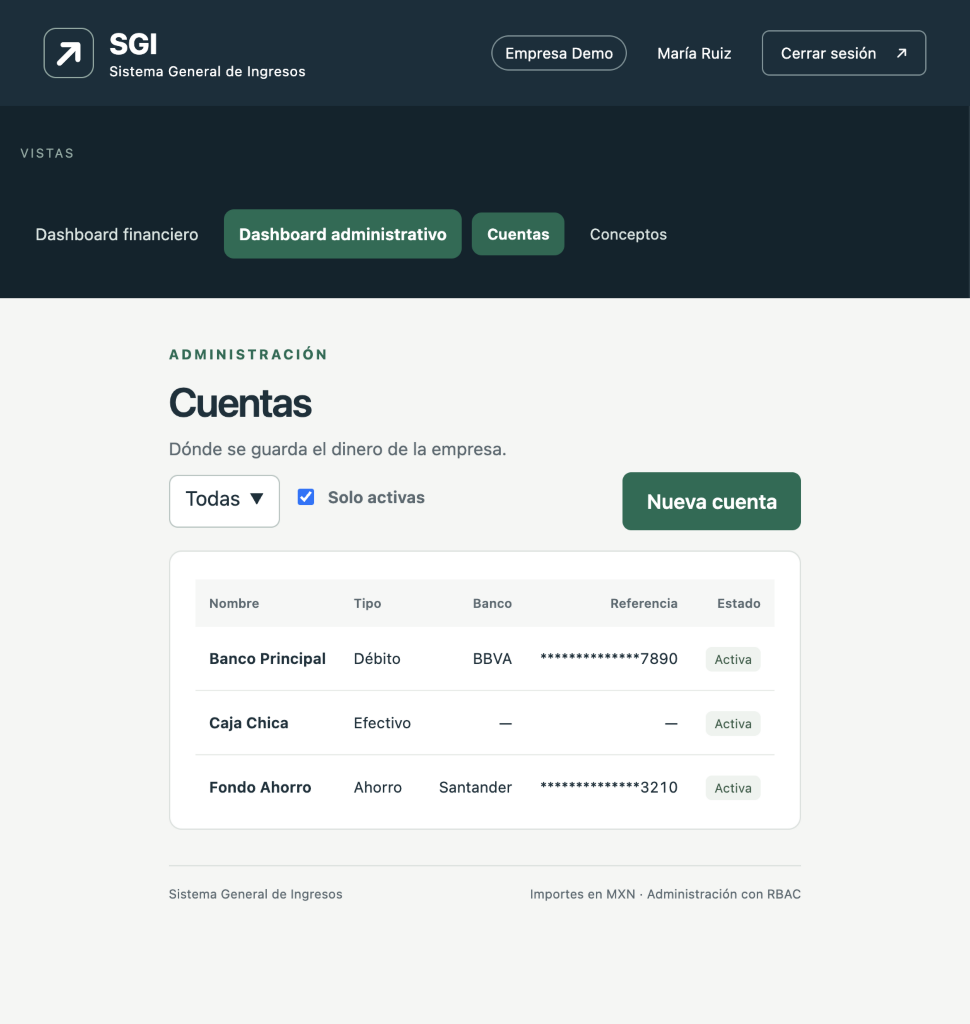 SGI
Sistema General de Ingresos
Empresa Demo
María Ruiz
Cerrar sesión
VISTAS
Dashboard financiero
Dashboard administrativo
Cuentas
Conceptos
ADMINISTRACIÓN
Cuentas
Dónde se guarda el dinero de la empresa.
Todas
Solo activas
Nueva cuenta
Nombre Tipo Banco Referencia Estado
Banco Principal Débito BBVA **************7890 Activa
Caja Chica Efectivo — — Activa
Fondo Ahorro Ahorro Santander **************3210 Activa
Sistema General de Ingresos
Importes en MXN · Administración con RBAC